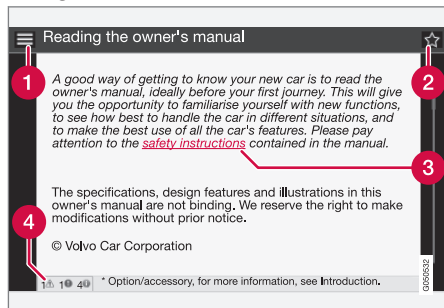 Reading the owner's manual
1
2
A good way of getting to know your new car is to read the
owner's manual, ideally before your first journey. This will give
you the opportunity to familiarise yourself with new functions,
to see how best to handle the car in different situations, and
to make the best use of all the car's features. Please pay
attention to the safety instructions contained in the manual.
3
The specifications, design features and illustrations in this
owner's manual are not binding. We reserve the right to make
modifications without prior notice.
4
© Volvo Car Corporation
1 1 4 * Option/accessory, for more information, see Introduction.
G050532